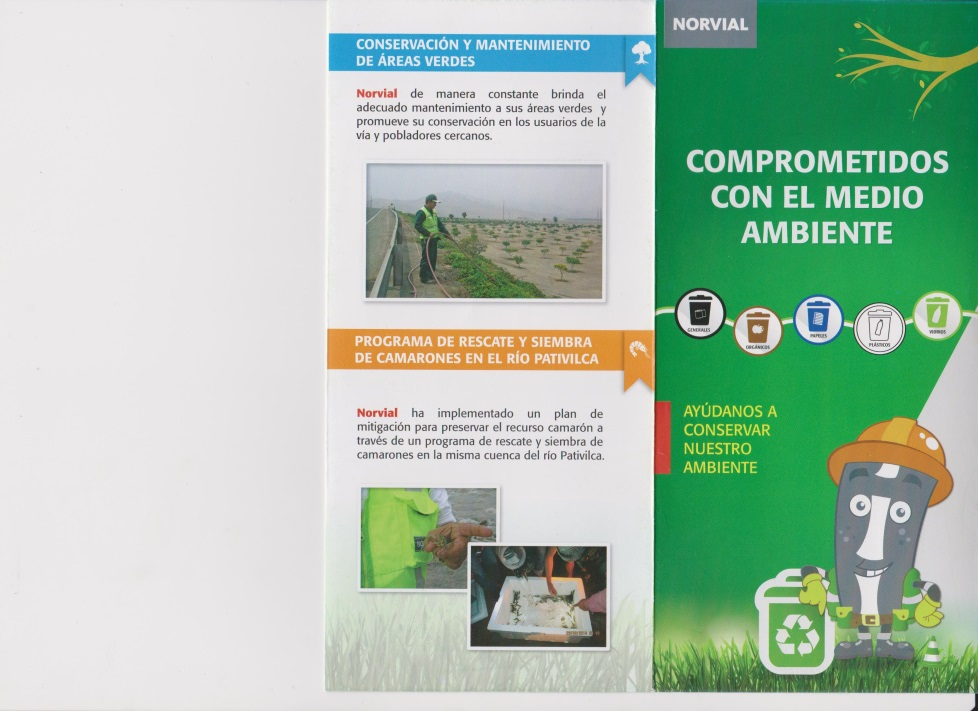 CONSERVACIÓN Y MANTENIMIENTO
DE ÁREAS VERDES
Norvial de manera constante brinda el
adecuado mantenimiento a sus áreas verdes y
promueve su conservación en los usuarios de la
vía y pobladores cercanos.
PROGRAMA DE RESCATE Y SIEMBRA
DE CAMARONES EN EL RÍO PATIVILCA
Norvial ha implementado un plan de
mitigación para preservar el recurso camarón a
través de un programa de rescate y siembra de
camarones en la misma cuenca del río Pativilca.
NORVIAL
COMPROMETIDOS
CON EL MEDIO
AMBIENTE
GENERALES
ORGÁNICOS
PAPELES
PLÁSTICOS
VIDRIOS
AYÚDANOS A
CONSERVAR
NUESTRO
AMBIENTE